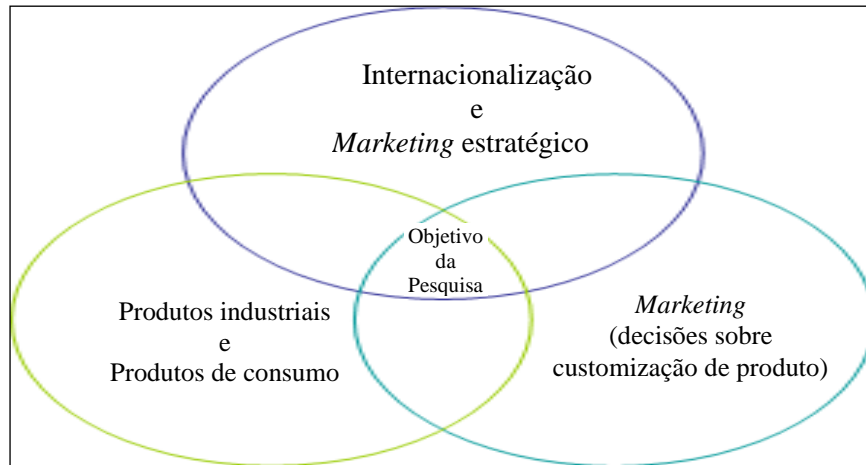 Internacionalização
e
Marketing estratégico
Objetivo
da
Pesquisa
Produtos industriais
e
Produtos de consumo
Marketing
(decisões sobre
customização de produto)